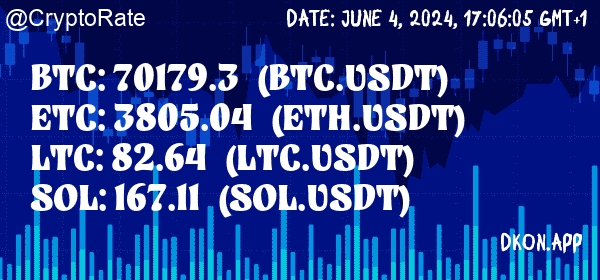 @CryptoRate
DATE: JUNE 4, 2024, 17:06:05 GMT+1
BTC: 70179.3 (BTC.USDT)
ETC: 3805.04 (ETH.USDT)
LTC: 82.64 (LTC.USDT)
SOL: 167.11 (SOL.USDT)
DKON.APP